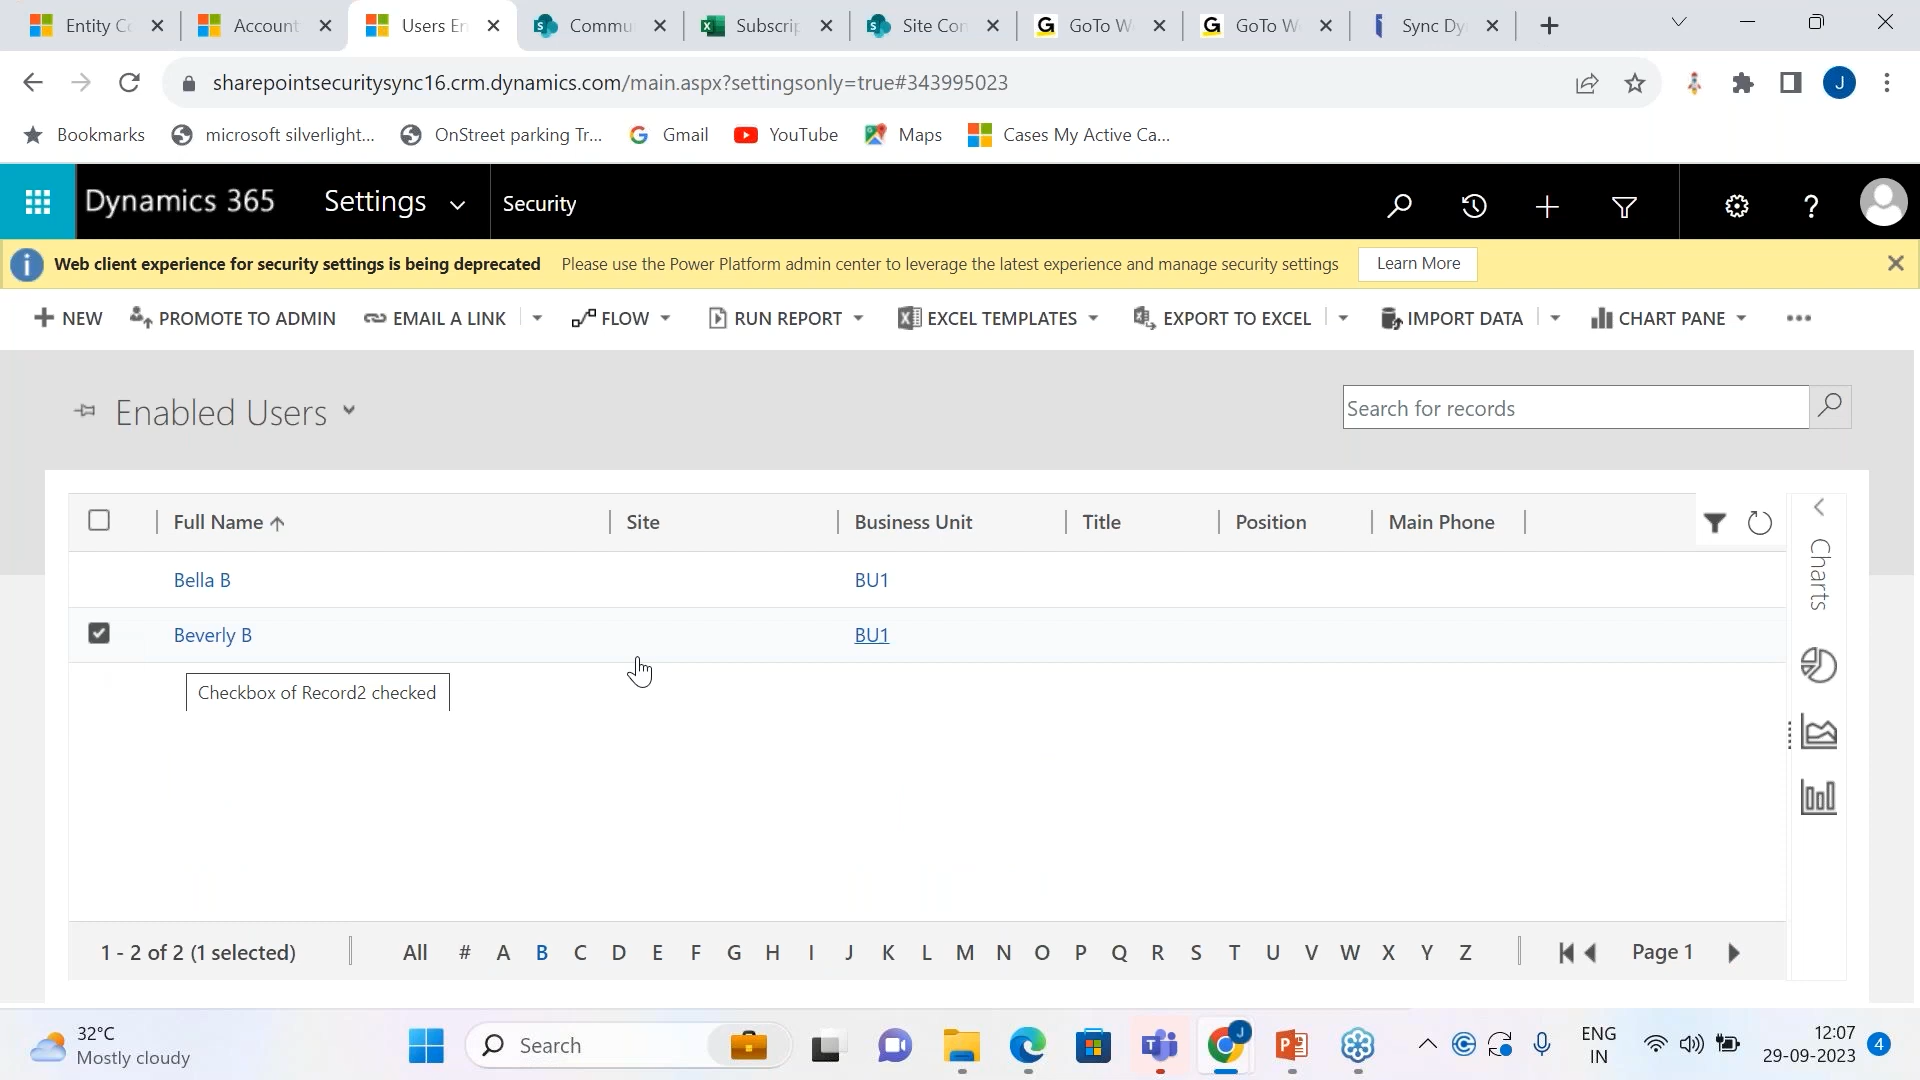 Entity C
Account
Users En
Commu
Subscrip
Site Con
GoTo W
GoTo W
Sync Dy
sharepointsecuritysync16.crm.dynamics.com/main.aspx?settingsonly=true#343995023
J
Bookmarks
microsoft silverlight...
OnStreet parking Tr...
Gmail
YouTube
Maps
Cases My Active Ca...
Dynamics 365
Settings
Security
Web client experience for security settings is being deprecated Please use the Power Platform admin center to leverage the latest experience and manage security settings
Learn More
NEW
PROMOTE TO ADMIN
EMAIL A LINK
FLOW
RUN REPORT
EXCEL TEMPLATES
EXPORT TO EXCEL
IMPORT DATA
CHART PANE
Enabled Users
Search for records
Full Name
Site
Business Unit
Title
Position
Main Phone
Charts
Bella B
BU1
Beverly B
BU1
Checkbox of Record2 checked
1 - 2 of 2 (1 selected)
All # A B C D E F G H I J K L M N O P Q R S T U V W X Y Z
Page 1
32°C
Mostly cloudy
Search
J
ENG
IN
12:07
29-09-2023
4